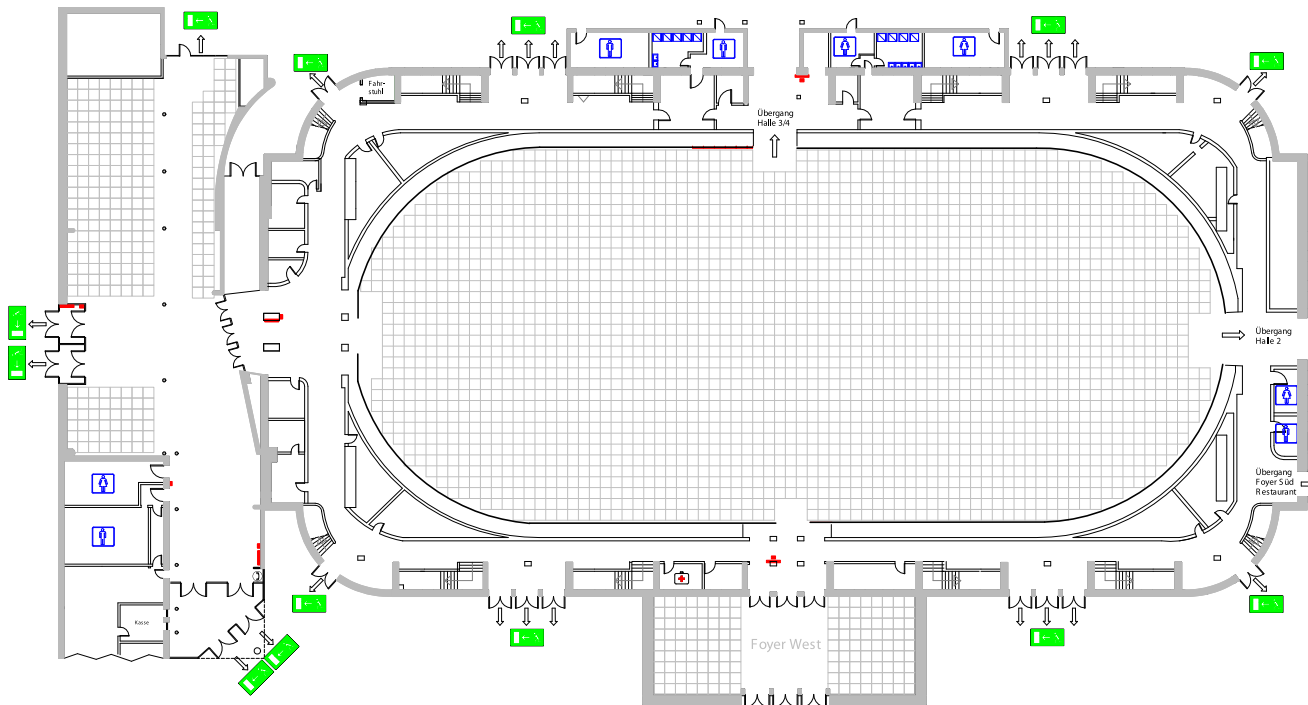 Fahr-
stuhl
Übergang
Halle 3/4
Übergang
Halle 2
Übergang
Foyer Süd
Restaurant
Kasse
Foyer West